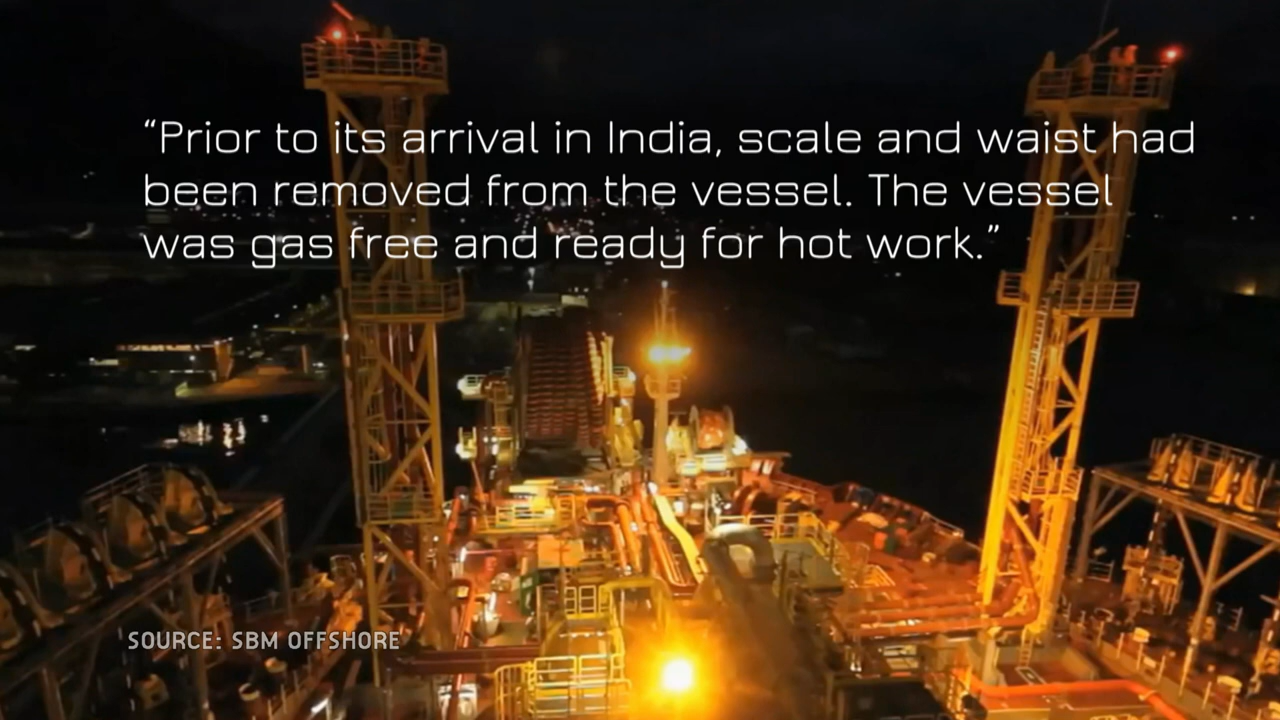 “Prior to its arrival in India, scale and waist had
been removed from the vessel. The vessel
was gas free and ready for hot work.”
SOURCE: SBM OFFSHORE